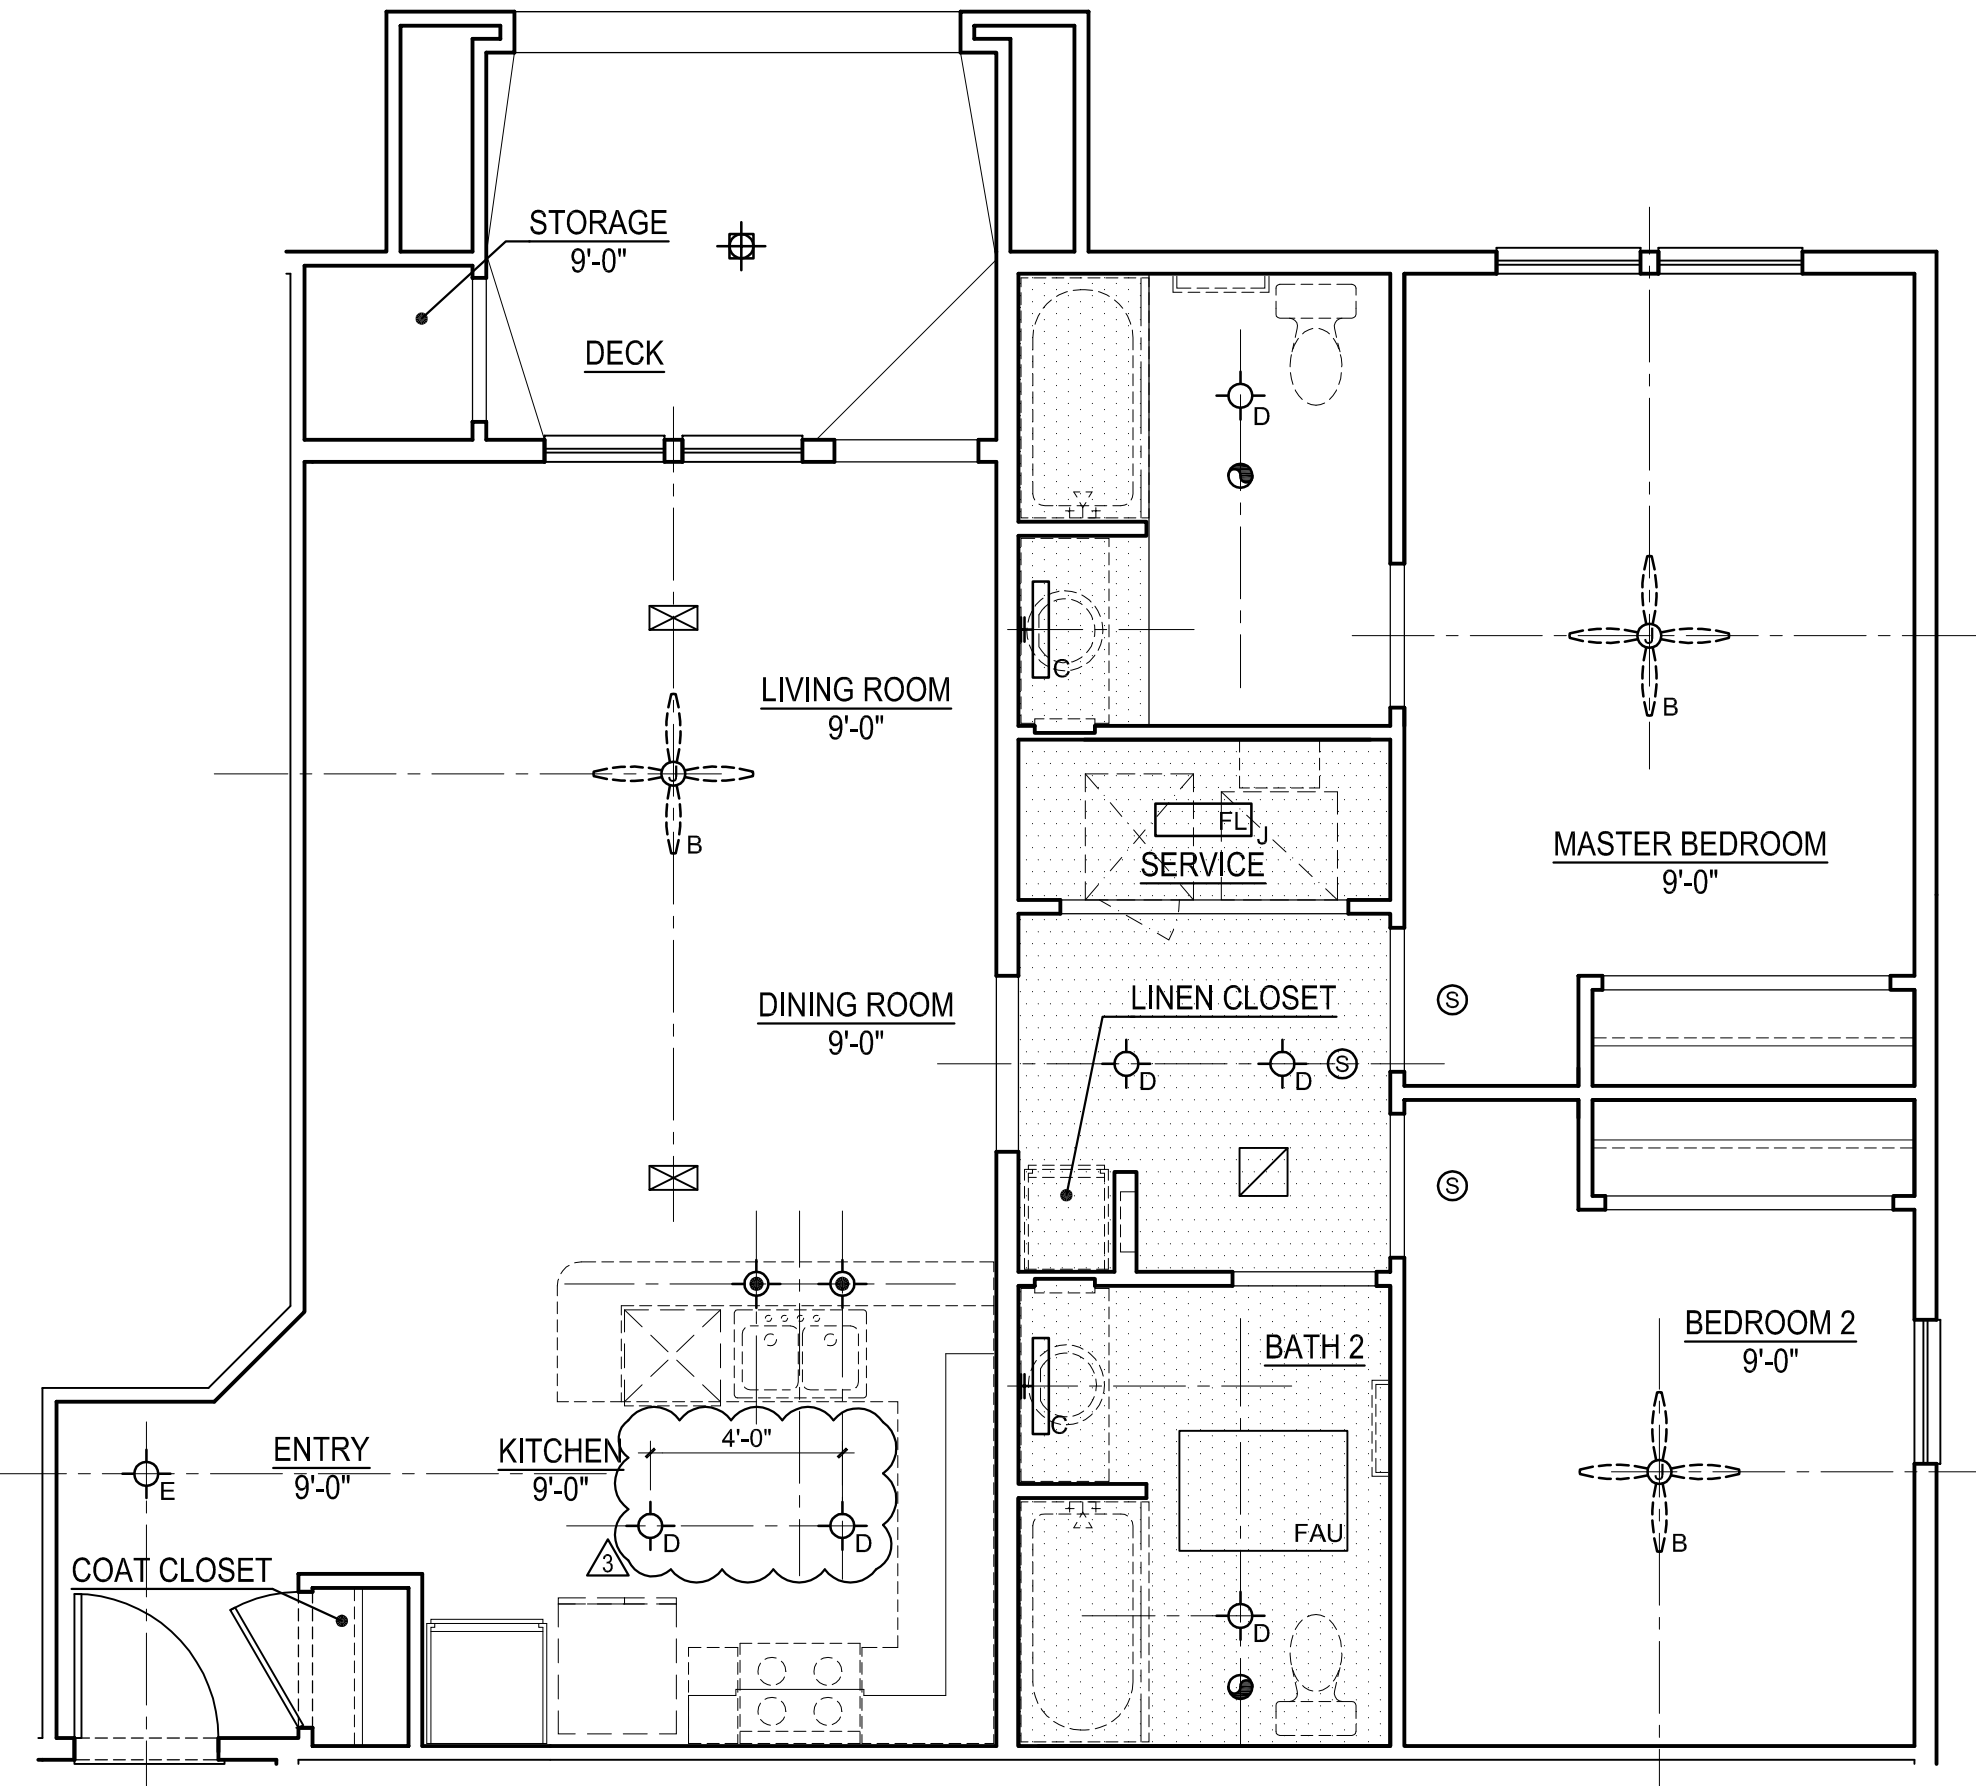 STORAGE
9'-0"
DECK
D
C
LIVING ROOM
9'-0"
J
B
J
B
FL
J
SERVICE
MASTER BEDROOM
9'-0"
DINING ROOM
9'-0"
LINEN CLOSET
S
D
D
S
S
BATH 2
BEDROOM 2
9'-0"
C
ENTRY
9'-0"
E
KITCHEN
9'-0"
4'-0"
D
D
3
FAU
J
B
COAT CLOSET
D